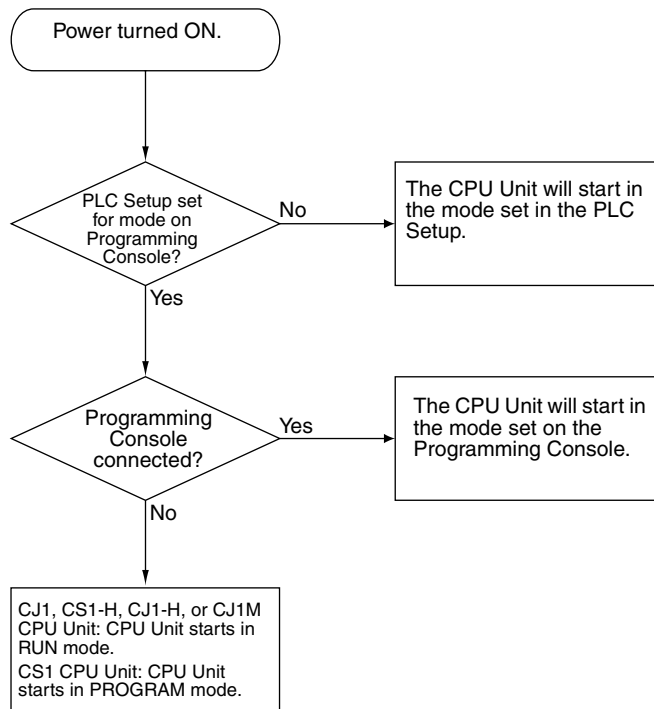 Power turned ON.
PLC Setup set
for mode on
Programming
Console?
No
The CPU Unit will start in
the mode set in the PLC
Setup.
Yes
Programming
Console
connected?
Yes
The CPU Unit will start in
the mode set on the
Programming Console.
No
CJ1, CS1-H, CJ1-H, or CJ1M
CPU Unit: CPU Unit starts in
RUN mode.
CS1 CPU Unit: CPU Unit
starts in PROGRAM mode.